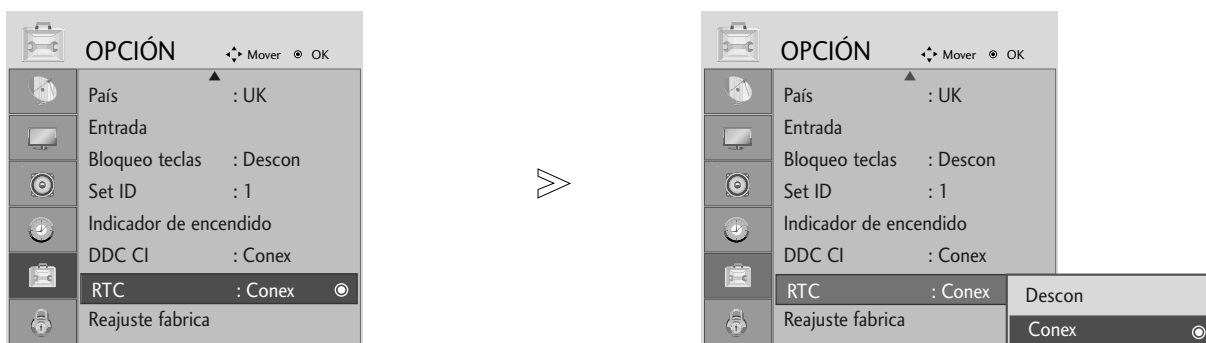 OPCIÓN Mover OK
País : UK
Entrada
Bloqueo teclas : Descon
Set ID : 1
Indicador de encendido
DDC CI : Conex
RTC : Conex
Reajuste fabrica
OPCIÓN Mover OK
País : UK
Entrada
Bloqueo teclas : Descon
Set ID : 1
Indicador de encendido
DDC CI : Conex
RTC : Conex
Reajuste fabrica
Descon
Conex